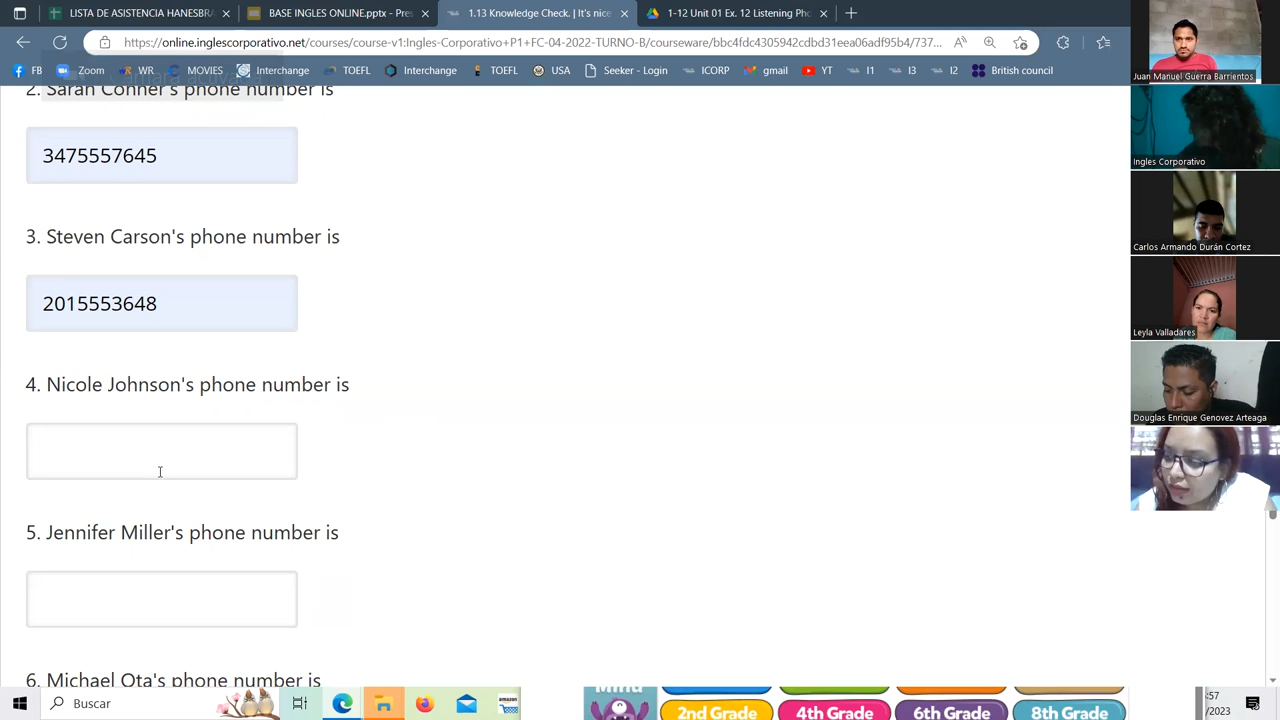 LISTA DE ASISTENCIA HANESBRA
BASE INGLES ONLINE.pptx - Pres
1.13 Knowledge Check. | It's nice
1-12 Unit 01 Ex. 12 Listening Pho
https://online.inglescorporativo.net/courses/course-v1:Ingles-Corporativo+P1+FC-04-2022-TURNO-B/courseware/bbc4fdc4305942cdbd31eea06adf95b4/737...
FB
Zoom
WR
MOVIES
Interchange
TOEFL
Interchange
TOEFL
USA
Seeker - Login
ICORP
gmail
YT
I1
I3
I2
British council
2. Sarah Conner's phone number is
3475557645
3. Steven Carson's phone number is
2015553648
4. Nicole Johnson's phone number is
5. Jennifer Miller's phone number is
6. Michael Ota's phone number is
Juan Manuel Guerra Barrientos
Ingles Corporativo
Carlos Armando Durán Cortez
Leyla Valladares
Douglas Enrique Genovez Arteaga
Buscar
amazon
Mind
2nd Grade
4th Grade
6th Grade
8th Grade
:57
/2023